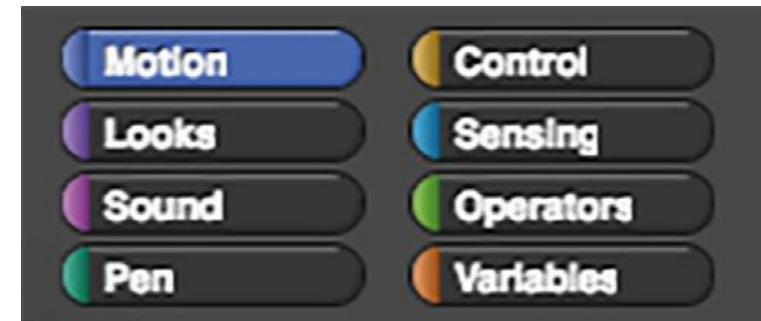 Motion Control
Looks Sensing
Sound Operators
Pen Variables